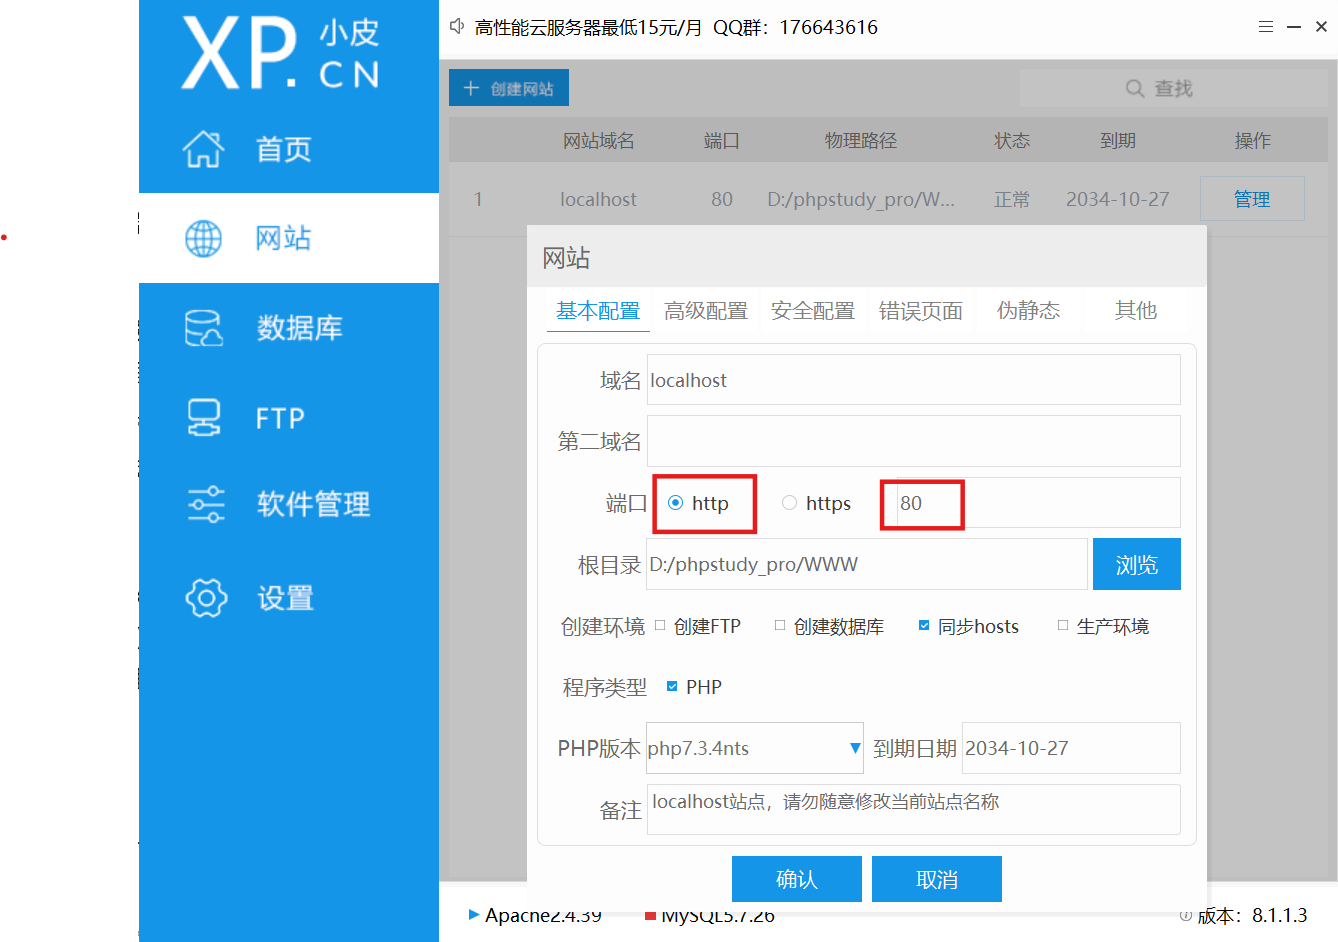 XP.CN 小皮
高性能云服务器最低15元/月 QQ群：176643616
首页
网站
数据库
FTP
软件管理
设置
创建网站
查找
网站域名 端口 物理路径 状态 到期 操作
1 localhost 80 D:/phpstudy_pro/W... 正常 2034-10-27 管理
网站
基本配置 高级配置 安全配置 错误页面 伪静态 其他
域名 localhost
第二域名
端口 http https 80
根目录 D:/phpstudy_pro/WWW 浏览
创建环境 创建FTP 创建数据库 同步hosts 生产环境
程序类型 PHP
PHP版本 php7.3.4nts 到期日期 2034-10-27
备注 localhost站点，请勿随意修改当前站点名称
确认 取消
Apache2.4.39 MySQL5.7.26 版本：8.1.1.3